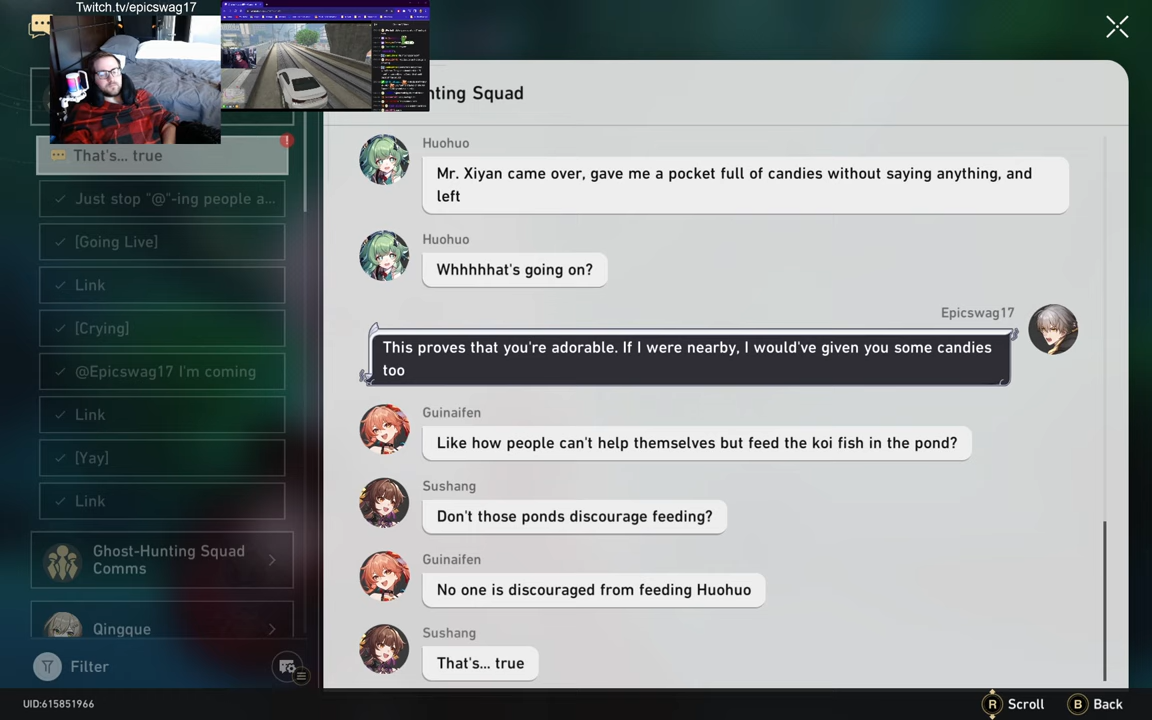 Twitch.tv/epicswag17
nting Squad
That's... true
Just stop "@"-ing people a...
[Going Live]
Link
[Crying]
@Epicswag17 I'm coming
Link
[Yay]
Link
Ghost-Hunting Squad
Comms
Qingque
Filter
Huohuo
Mr. Xiyan came over, gave me a pocket full of candies without saying anything, and
left
Huohuo
Whhhhhat's going on?
Epicswag17
This proves that you're adorable. If I were nearby, I would've given you some candies
too
Guinaifen
Like how people can't help themselves but feed the koi fish in the pond?
Sushang
Don't those ponds discourage feeding?
Guinaifen
No one is discouraged from feeding Huohuo
Sushang
That's... true
UID:615851966
R Scroll
B Back